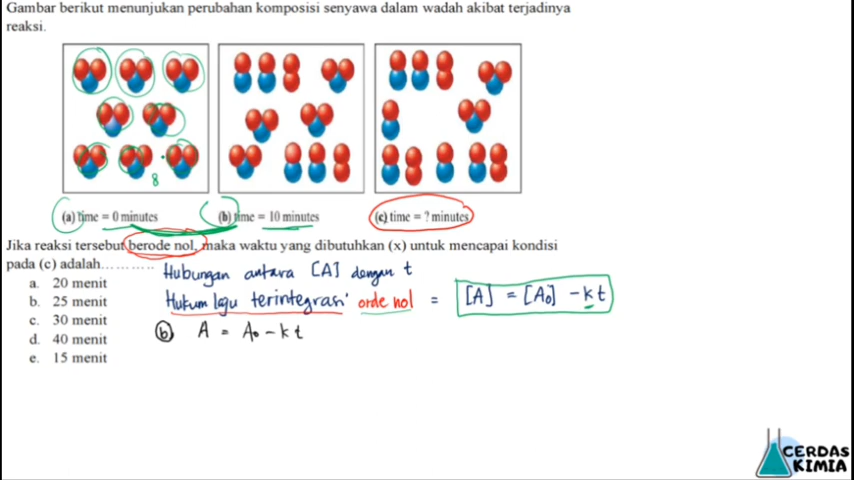 Gambar berikut menunjukan perubahan komposisi senyawa dalam wadah akibat terjadinya
reaksi.
8
(a) time = 0 minutes (b) time = 10 minutes (c) time = ? minutes
Jika reaksi tersebut berode nol, maka waktu yang dibutuhkan (x) untuk mencapai kondisi
pada (c) adalah............
Hubungan antara [A] dengan t
a. 20 menit
Hukum laju terintegrasi orde nol = [A] = [A₀] - kt
b. 25 menit
c. 30 menit
(b) A = A₀ - kt
d. 40 menit
e. 15 menit
CERDAS
KIMIA